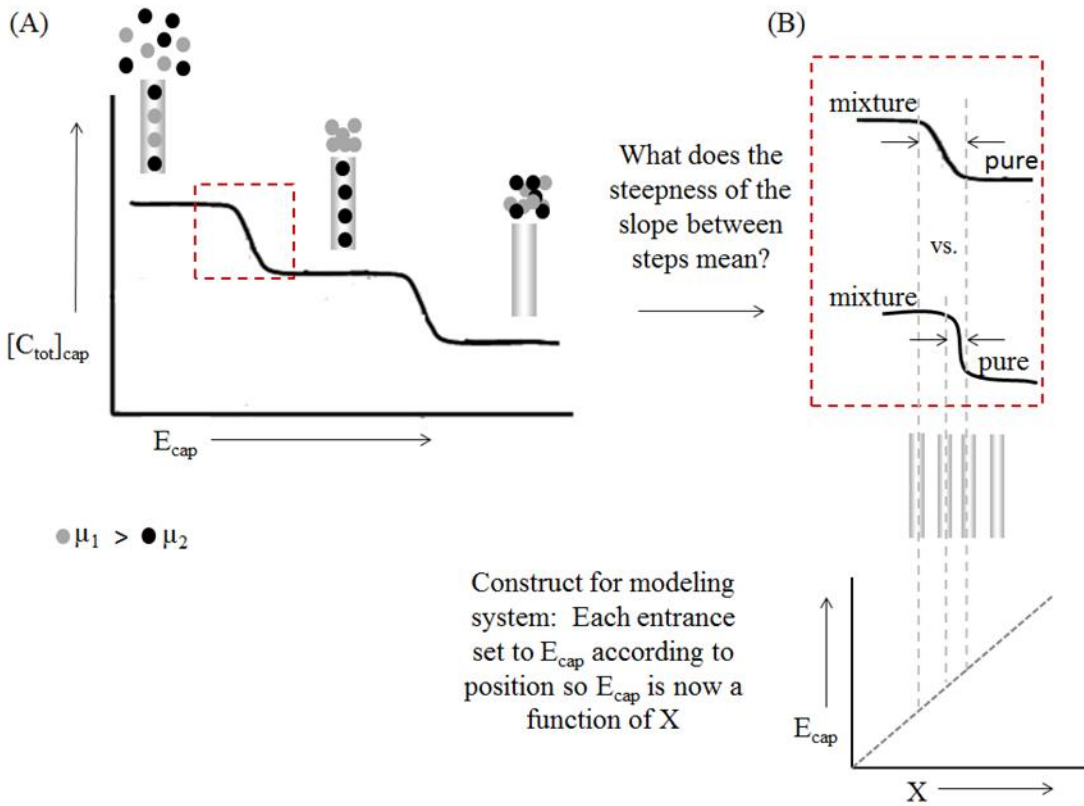 (A)
[C_tot]_cap
E_cap
μ₁ > μ₂
What does the
steepness of the
slope between
steps mean?
(B)
mixture
pure
vs.
mixture
pure
Construct for modeling
system: Each entrance
set to E_cap according to
position so E_cap is now a
function of X
E_cap
X